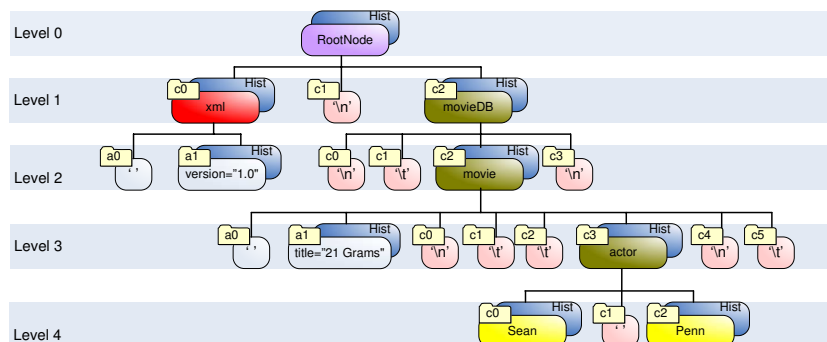 Level 0
Hist
RootNode
Level 1
c0
Hist
xml
c1
'\n'
c2
Hist
movieDB
Level 2
a0
' '
a1
Hist
version="1.0"
c0
'\n'
c1
'\t'
c2
Hist
movie
c3
'\n'
Level 3
a0
' '
a1
Hist
title="21 Grams"
c0
'\n'
c1
'\t'
c2
'\t'
c3
Hist
actor
c4
'\n'
c5
'\t'
Level 4
c0
Hist
Sean
c1
' '
c2
Hist
Penn